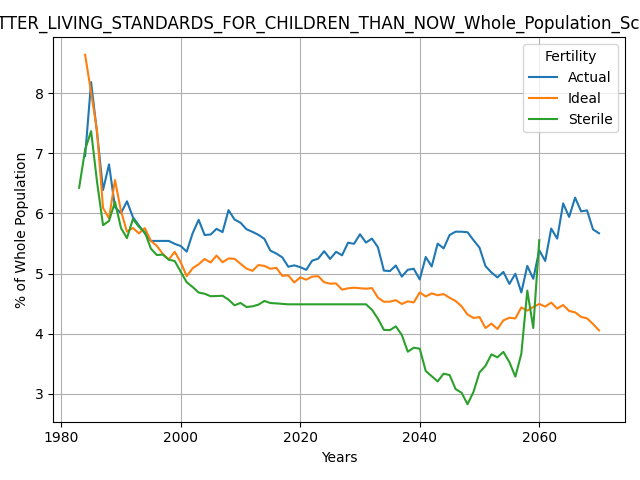 TTER_LIVING_STANDARDS_FOR_CHILDREN_THAN_NOW_Whole_Population_Sc
Fertility
Actual
Ideal
Sterile
8
7
6
5
4
3
% of Whole Population
1980 2000 2020 2040 2060
Years